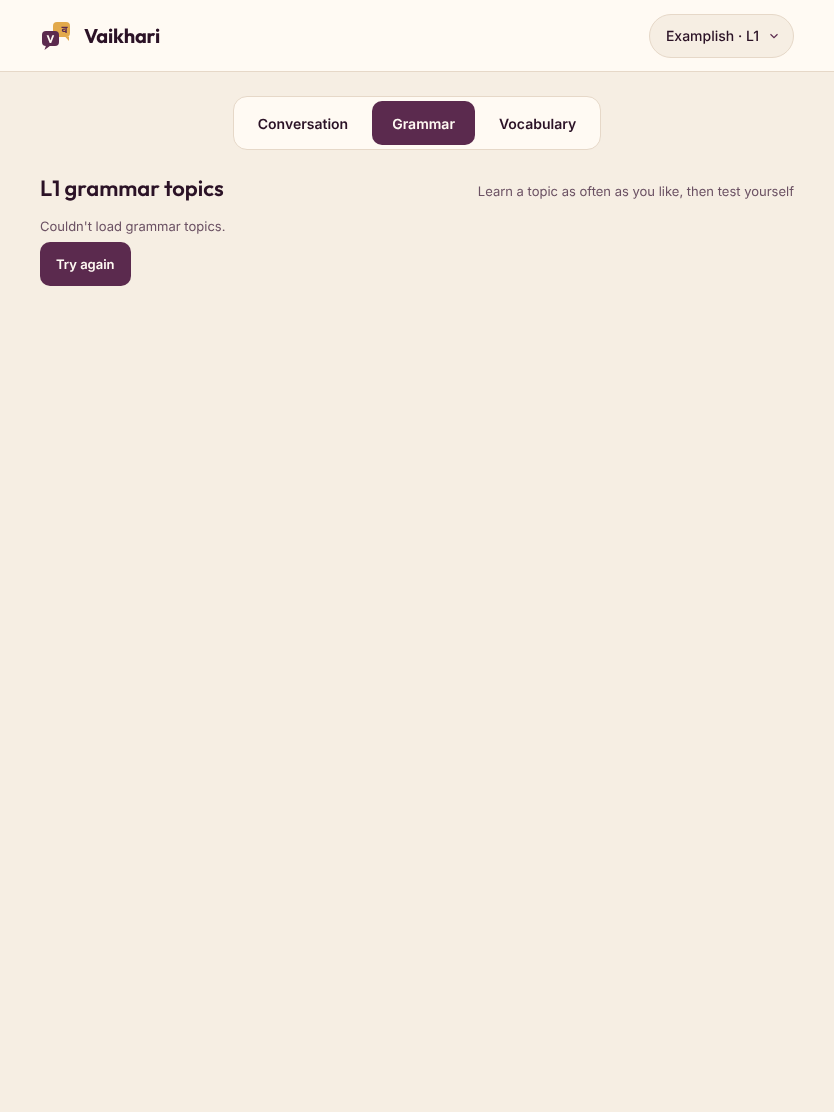 V व Vaikhari
Examplish · L1
Conversation Grammar Vocabulary
L1 grammar topics
Learn a topic as often as you like, then test yourself
Couldn't load grammar topics.
Try again